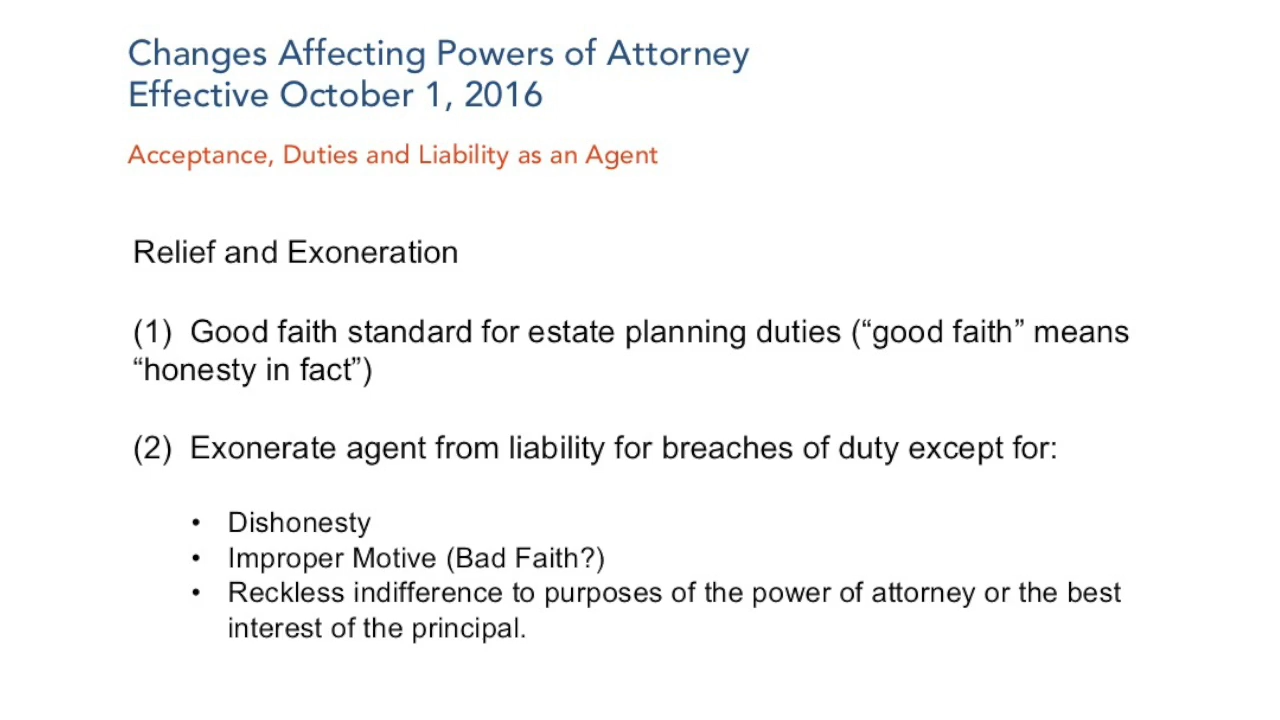 Changes Affecting Powers of Attorney
Effective October 1, 2016
Acceptance, Duties and Liability as an Agent
Relief and Exoneration
(1) Good faith standard for estate planning duties (“good faith” means
“honesty in fact”)
(2) Exonerate agent from liability for breaches of duty except for:
• Dishonesty
• Improper Motive (Bad Faith?)
• Reckless indifference to purposes of the power of attorney or the best
interest of the principal.